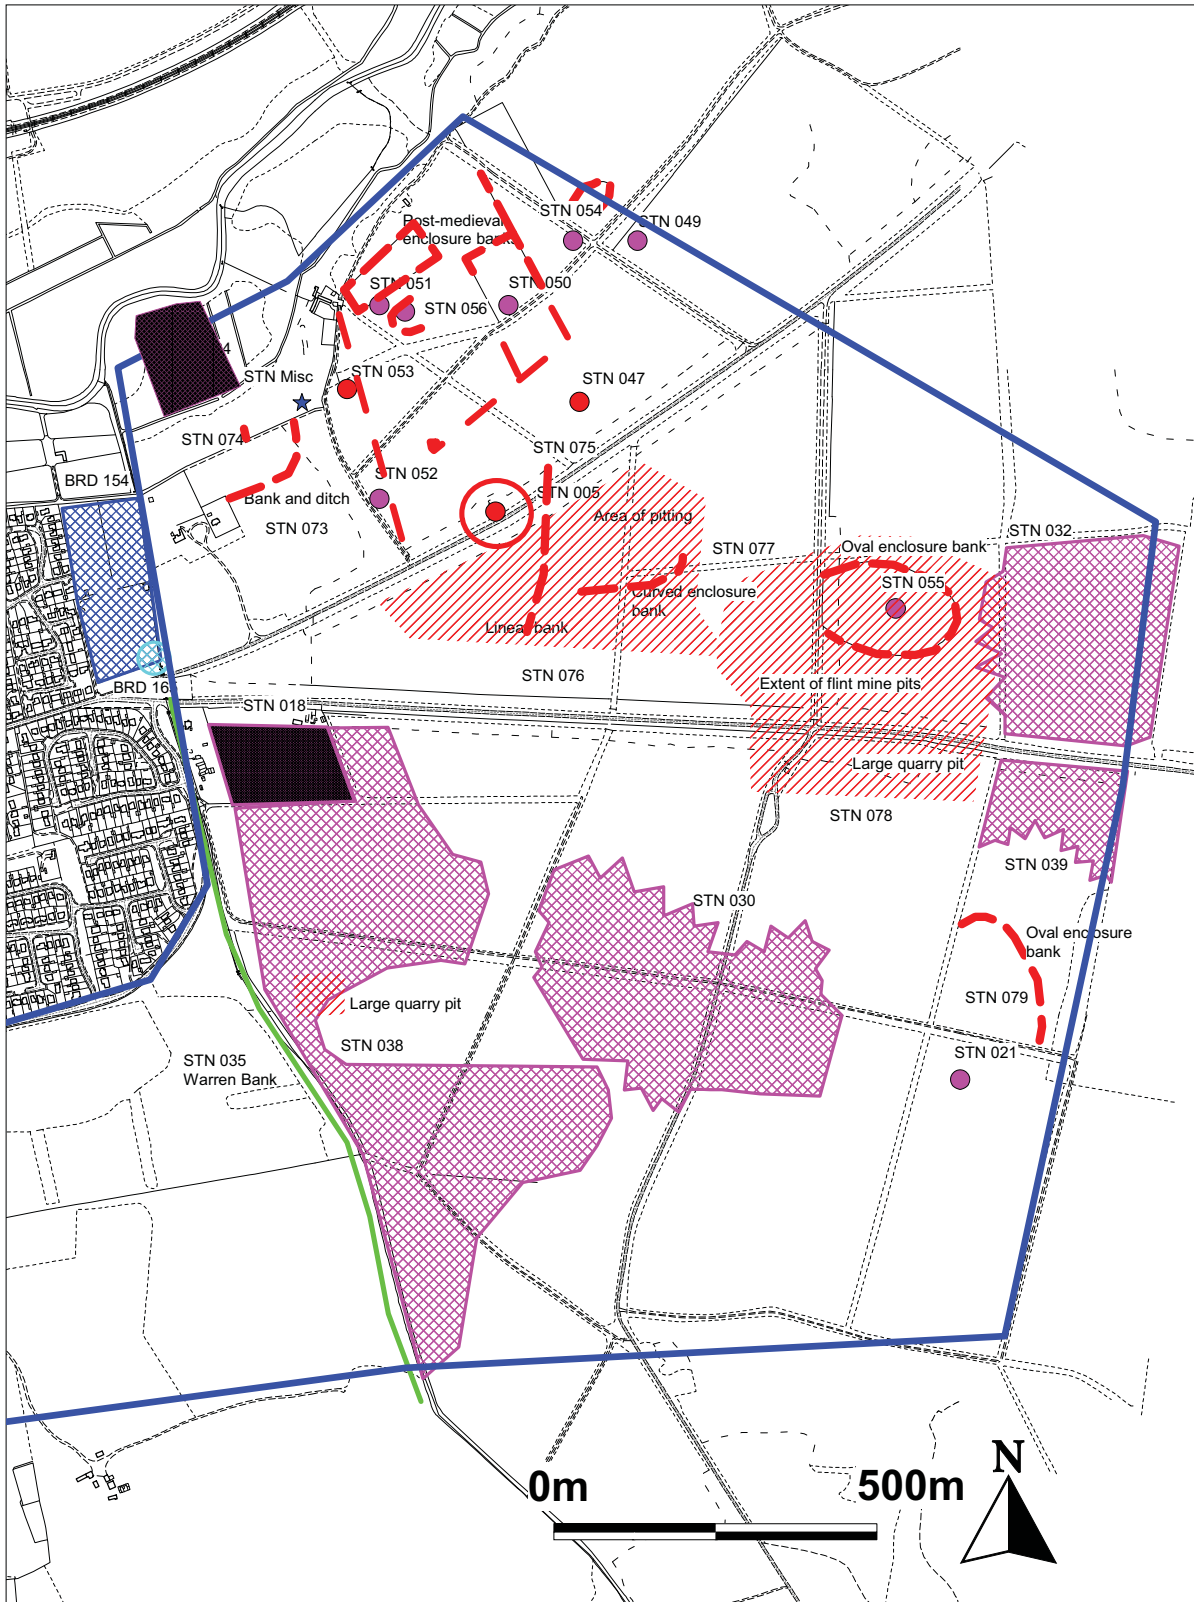 STN 054
STN 049
Post-medieval
enclosure banks
STN 051
STN 050
STN 056
4
STN Misc
STN 053
STN 047
STN 074
STN 075
BRD 154
STN 052
Bank and ditch
STN 005
STN 073
Area of pitting
STN 032
STN 077
Oval enclosure bank
STN 055
Curved enclosure
bank
Linear bank
STN 076
Extent of flint mine pits
BRD 16
STN 018
Large quarry pit
STN 078
STN 039
STN 030
Oval enclosure
bank
STN 079
Large quarry pit
STN 038
STN 021
STN 035
Warren Bank
0m
500m
N